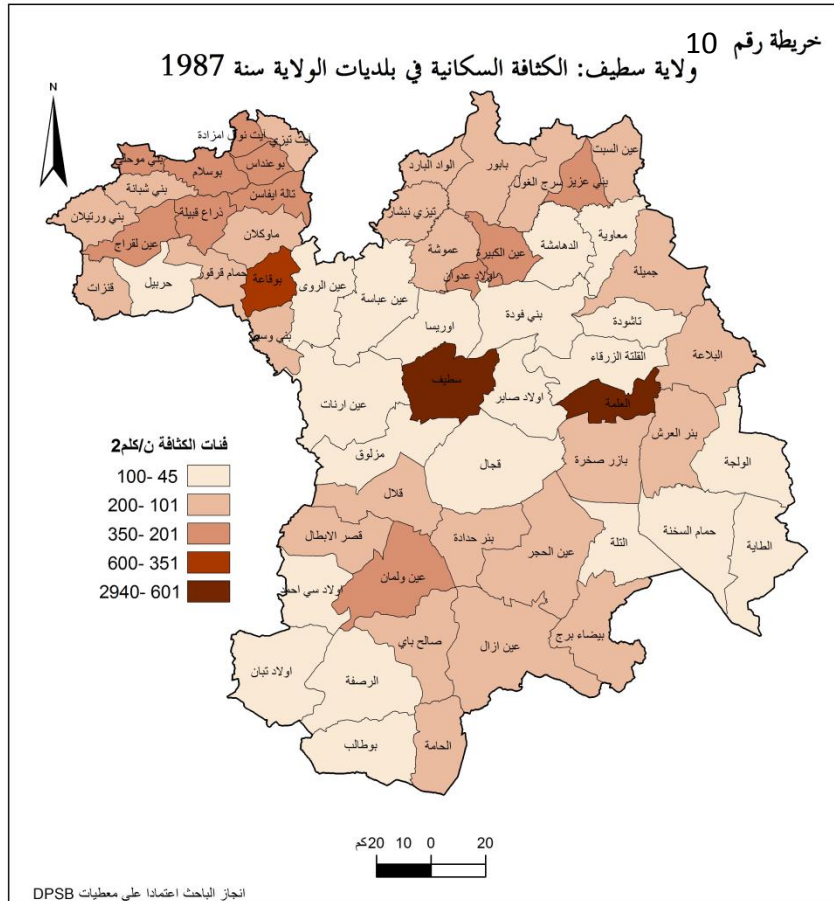 خريطة رقم 10
ولاية سطيف: الكثافة السكانية في بلديات الولاية سنة 1987
N
ايت نوال امزادة
ايت تيزي
بني موحلي
بوسلام
بوعنداس
بني شبانة
تالة ايفاسن
ذراع قبيلة
بني ورتيلان
عين لقراج
ماوكلان
قنزات
حربيل
حمام قرقور
بوقاعة
بني وسين
عين السبت
بابور
الواد البارد
بني عزيز
سرج الغول
تيزي نبشار
معاوية
الدهامشة
عموشة
عين الكبيرة
اولاد عدوان
جميلة
عين الروى
عين عباسة
اوريسا
بني فودة
تاشودة
القلتة الزرقاء
البلاعة
سطيف
اولاد صابر
العلمة
عين ارنات
بئر العرش
الولجة
مزلوق
قجال
بازر صخرة
قلال
قصر الابطال
بئر حدادة
عين الحجر
التلة
حمام السخنة
الطاية
عين ولمان
اولاد سي احمد
صالح باي
عين ازال
بيضاء برج
اولاد تبان
الرصفة
بوطالب
الحامة
فئات الكثافة ن/كلم2
100- 45
200- 101
350- 201
600- 351
2940- 601
كم20 10 0 20
انجاز الباحث اعتمادا على معطيات DPSB